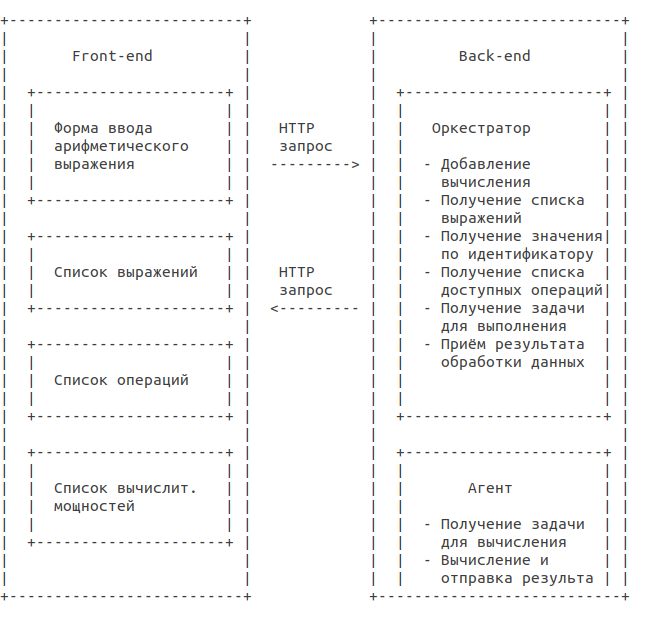 Front-end
Форма ввода
арифметического
выражения
Список выражений
Список операций
Список вычислит.
мощностей
HTTP
запрос
--------->
HTTP
запрос
<---------
Back-end
Оркестратор
- Добавление
вычисления
- Получение списка
выражений
- Получение значения
по идентификатору
- Получение списка
доступных операций
- Получение задачи
для выполнения
- Приём результата
обработки данных
Агент
- Получение задачи
для вычисления
- Вычисление и
отправка результа